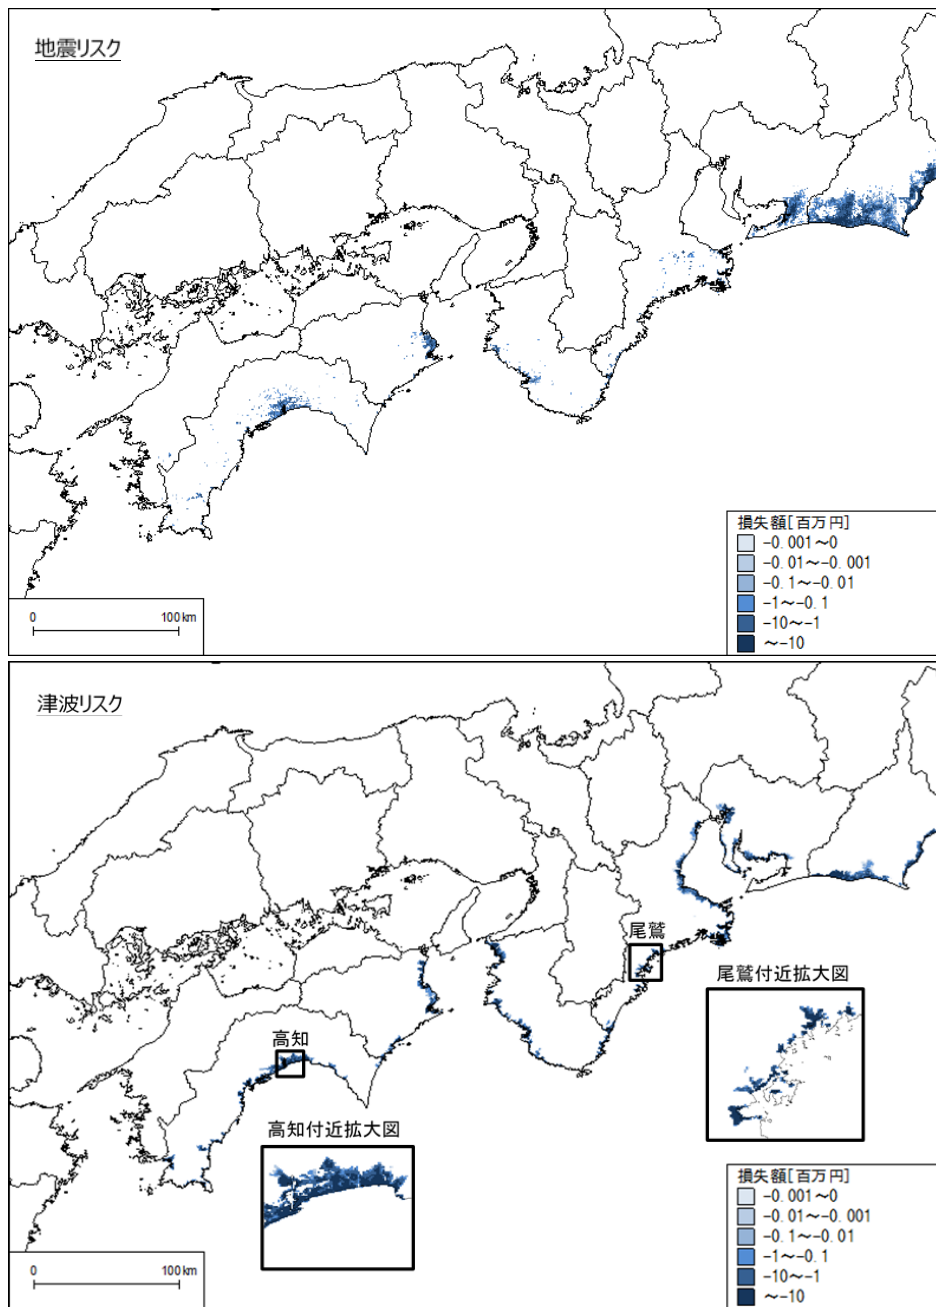 地震リスク
損失額[百万円]
-0.001～0
-0.01～-0.001
-0.1～-0.01
-1～-0.1
-10～-1
～-10
0 100km
津波リスク
尾鷲
尾鷲付近拡大図
高知
高知付近拡大図
損失額[百万円]
-0.001～0
-0.01～-0.001
-0.1～-0.01
-1～-0.1
-10～-1
～-10
0 100km